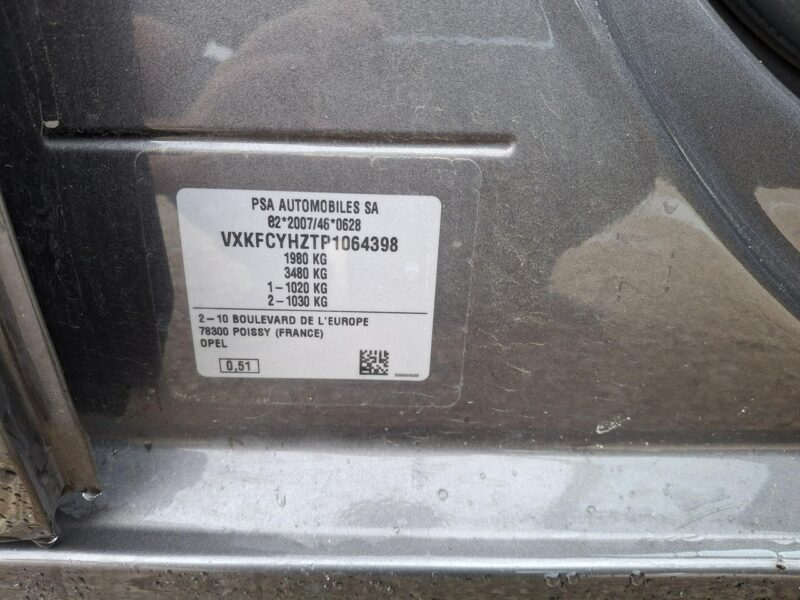 PSA AUTOMOBILES SA
82*2007/46*0628
VXKFCYHZTP1064398
1980 KG
3480 KG
1-1020 KG
2-1030 KG
2-10 BOULEVARD DE L'EUROPE
78300 POISSY (FRANCE)
OPEL
0,51